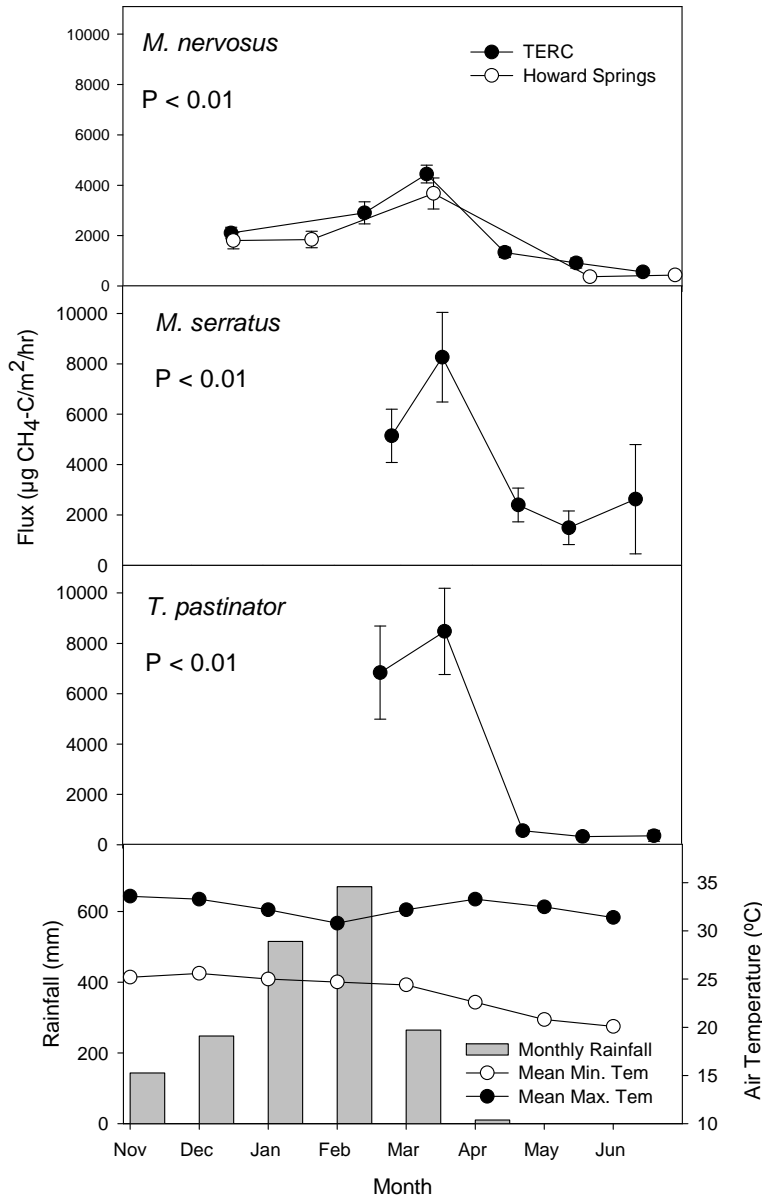 10000
8000
6000
4000
2000
0
M. nervosus
P < 0.01
TERC
Howard Springs
10000
8000
6000
4000
2000
0
M. serratus
P < 0.01
Flux (µg CH4-C/m2/hr)
10000
8000
6000
4000
2000
0
T. pastinator
P < 0.01
600
400
200
0
Rainfall (mm)
35
30
25
20
15
10
Air Temperature (ºC)
Monthly Rainfall
Mean Min. Tem
Mean Max. Tem
Nov Dec Jan Feb Mar Apr May Jun
Month